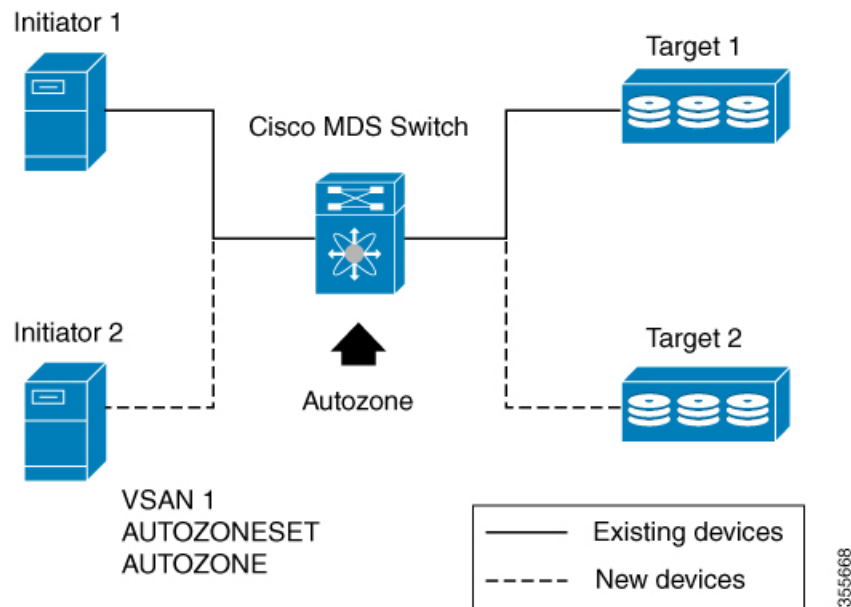 Initiator 1
Target 1
Cisco MDS Switch
Initiator 2
Target 2
Autozone
VSAN 1
AUTOZONESET
AUTOZONE
Existing devices
New devices
355668